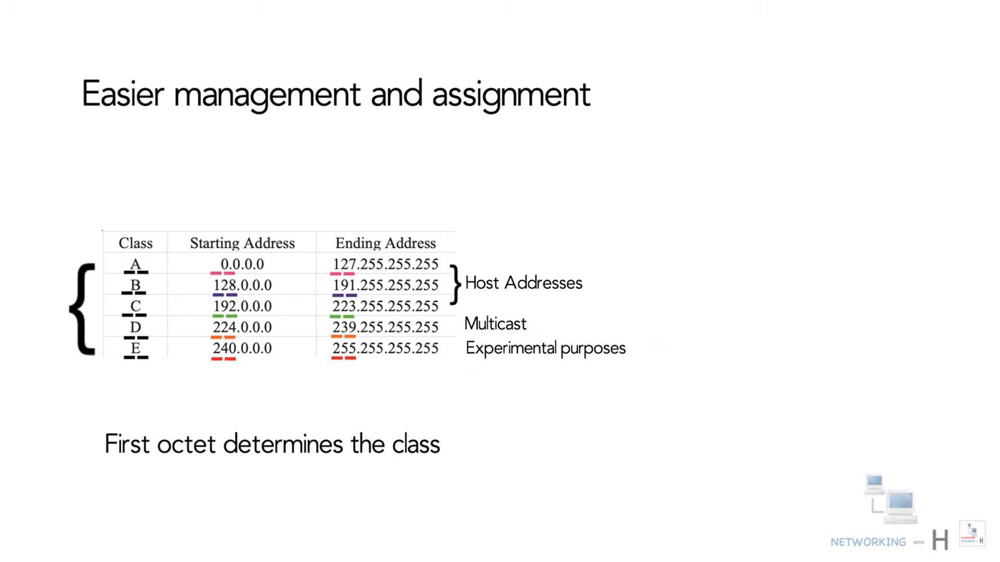 Easier management and assignment
Class Starting Address Ending Address
A 0.0.0.0 127.255.255.255
B 128.0.0.0 191.255.255.255
C 192.0.0.0 223.255.255.255
D 224.0.0.0 239.255.255.255
E 240.0.0.0 255.255.255.255
Host Addresses
Multicast
Experimental purposes
First octet determines the class
NETWORKING WITH H
SUBSCRIBE
NETWORKING WITH H